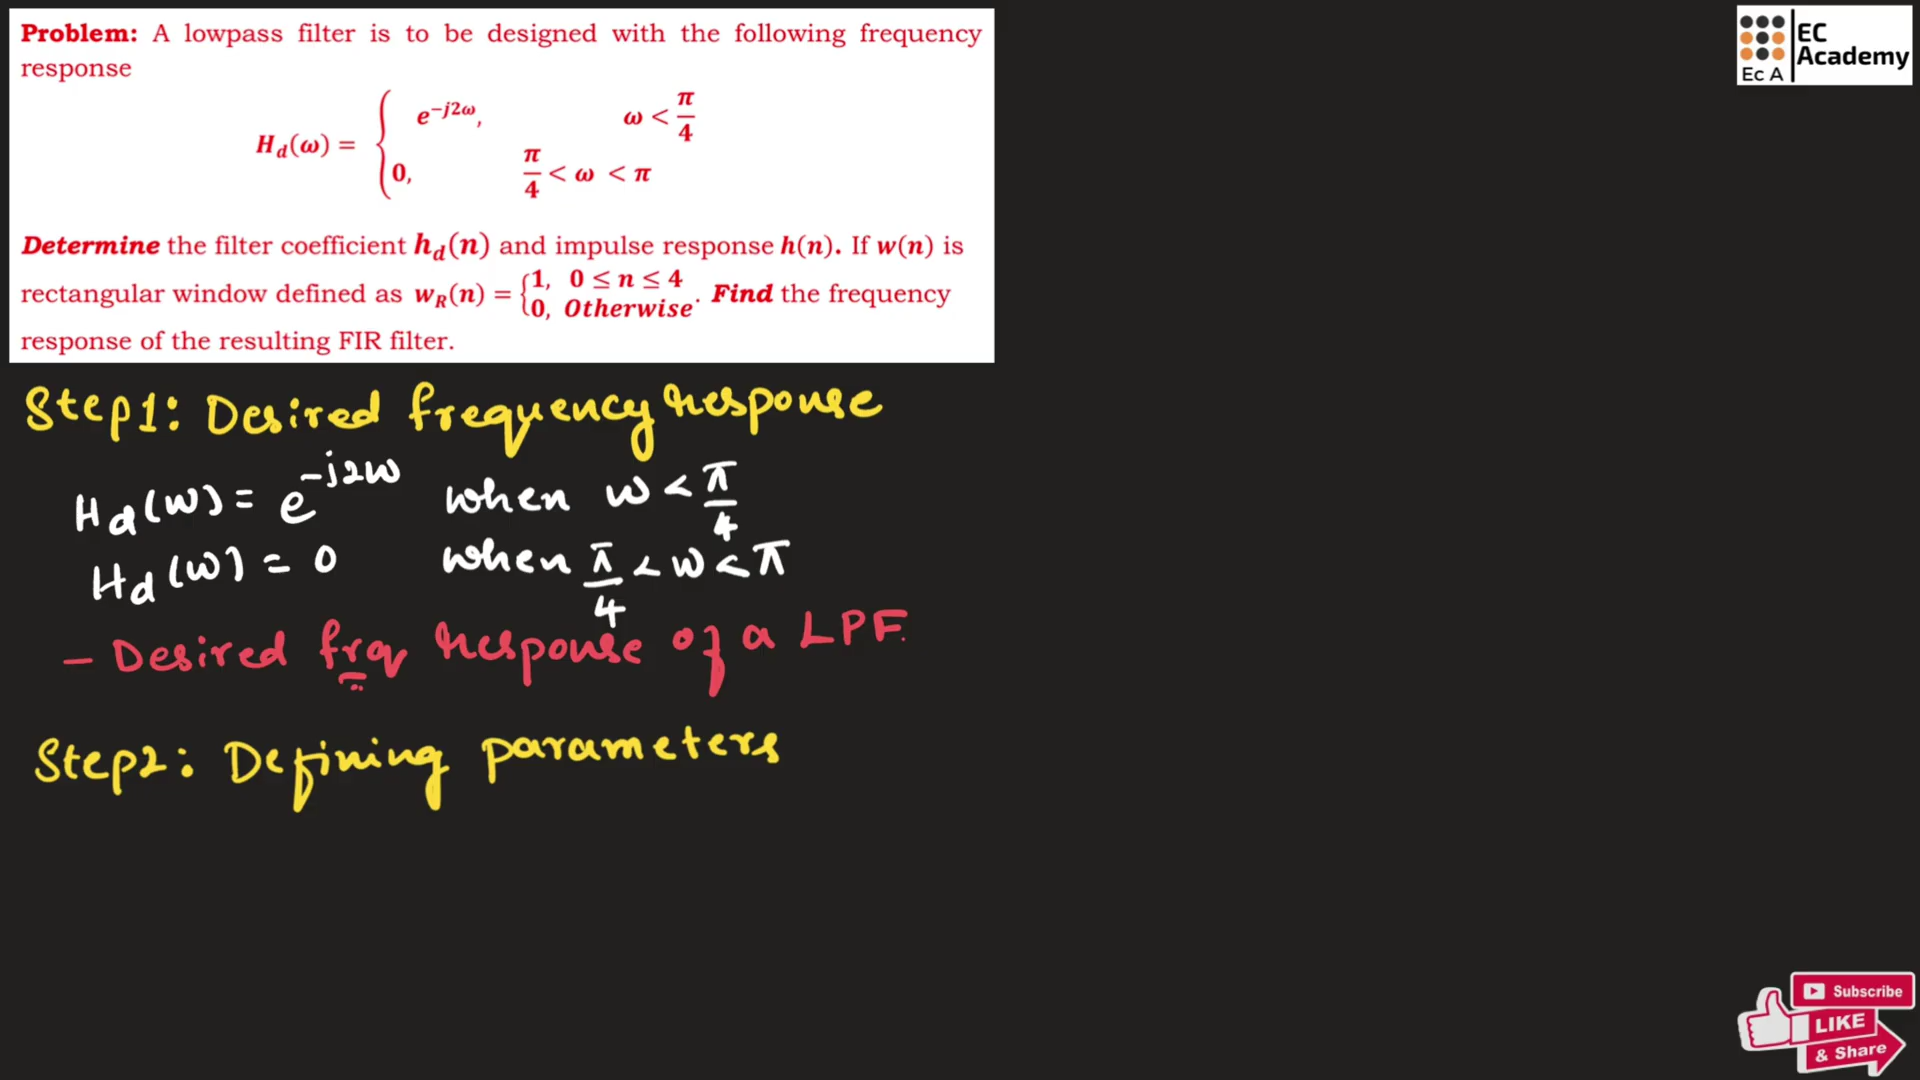 Problem: A lowpass filter is to be designed with the following frequency
response
H_d(ω) = { e^{-j2ω}, ω < π/4
0, π/4 < ω < π
Determine the filter coefficient h_d(n) and impulse response h(n). If w(n) is
rectangular window defined as w_R(n) = {1, 0 ≤ n ≤ 4
0, Otherwise. Find the frequency
response of the resulting FIR filter.
EC
Academy
Ec A
Step1: Desired frequency Response
H_d(ω) = e^{-j2ω} when ω < π/4
H_d(ω) = 0 when π/4 < ω < π
- Desired frq Response of a LPF.
Step2: Defining parameters
Subscribe
LIKE
& Share